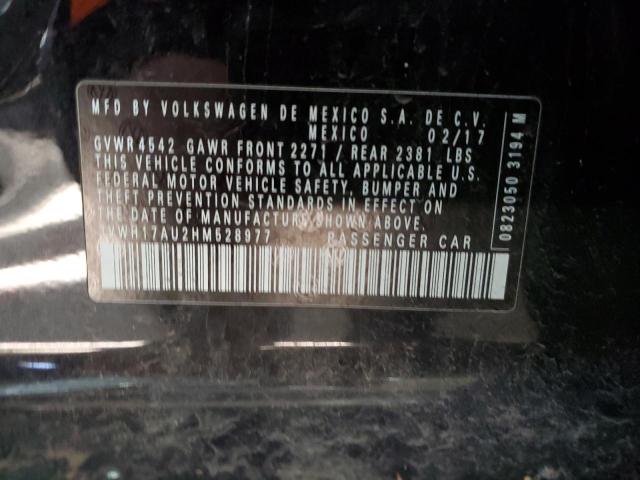 MFD BY VOLKSWAGEN DE MEXICO S.A. DE C.V.
MEXICO 02/17
GVWR 4542 GAWR FRONT 2271 / REAR 2381 LBS
THIS VEHICLE CONFORMS TO ALL APPLICABLE U.S.
FEDERAL MOTOR VEHICLE SAFETY, BUMPER AND
THEFT PREVENTION STANDARDS IN EFFECT ON
THE DATE OF MANUFACTURE SHOWN ABOVE.
3VWH17AU2HM528977 PASSENGER CAR
0823050 3194 M